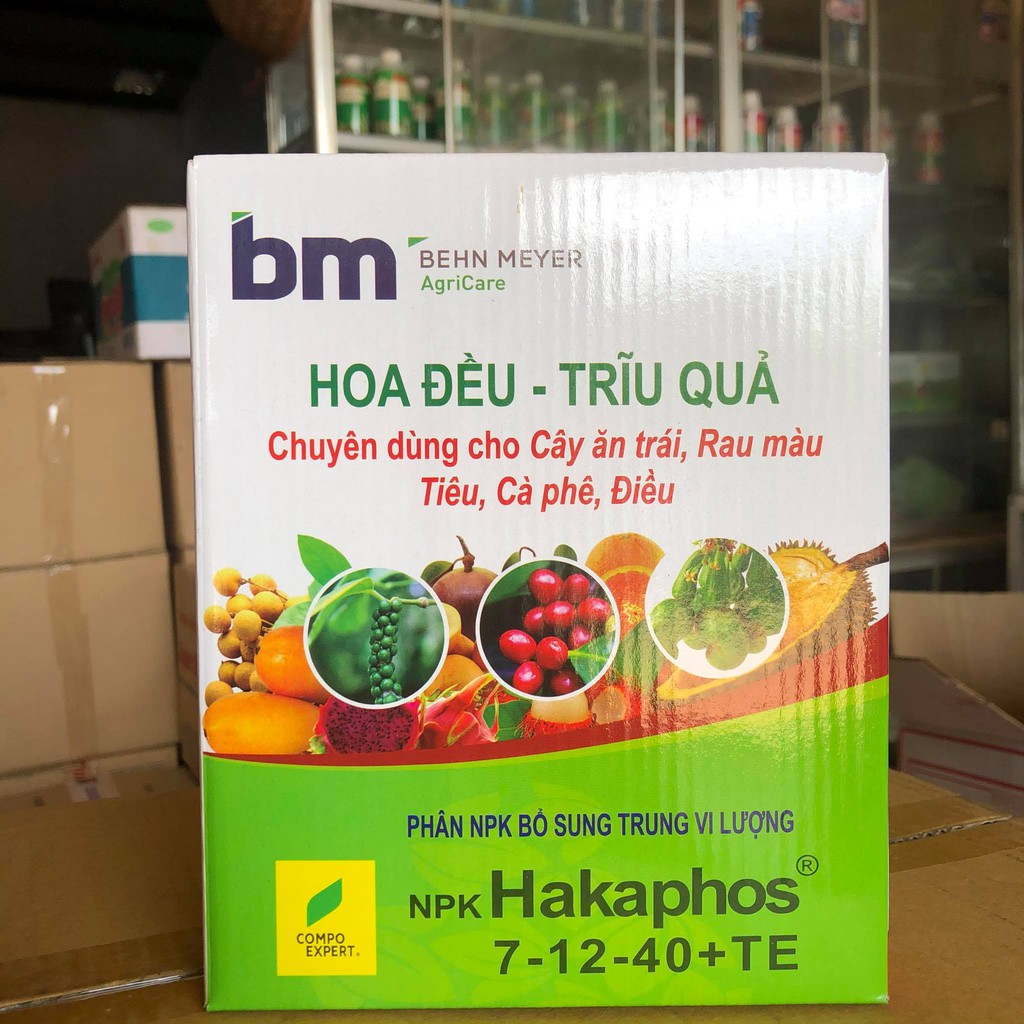 bm
BEHN MEYER
AgriCare
HOA ĐỀU - TRĨU QUẢ
Chuyên dùng cho Cây ăn trái, Rau màu
Tiêu, Cà phê, Điều
PHÂN NPK BỔ SUNG TRUNG VI LƯỢNG
NPK Hakaphos®
7-12-40+TE
COMPO
EXPERT®